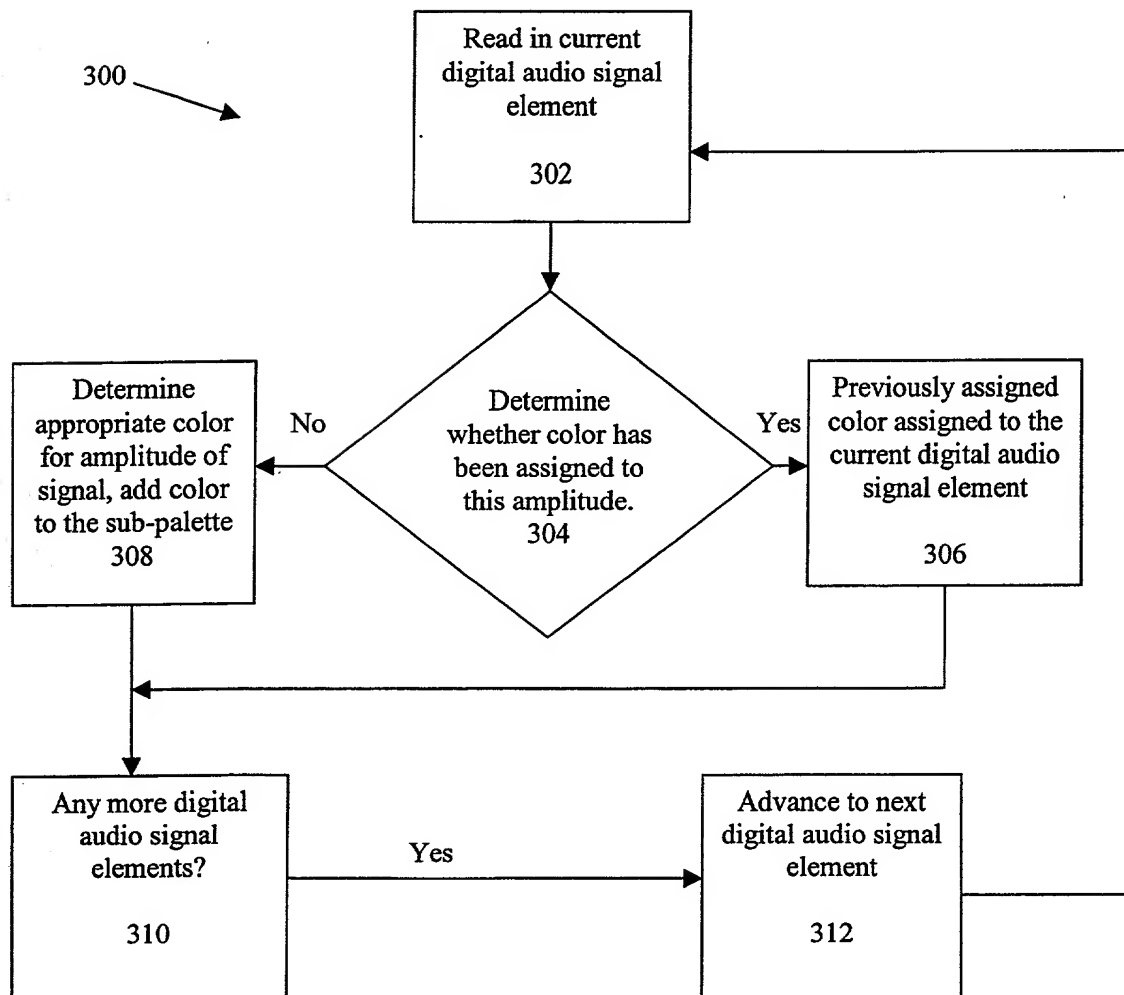 300
Read in current
digital audio signal
element
302
Determine
appropriate color
for amplitude of
signal, add color
to the sub-palette
308
No
Determine
whether color has
been assigned to
this amplitude.
304
Yes
Previously assigned
color assigned to the
current digital audio
signal element
306
Any more digital
audio signal
elements?
310
Yes
Advance to next
digital audio signal
element
312